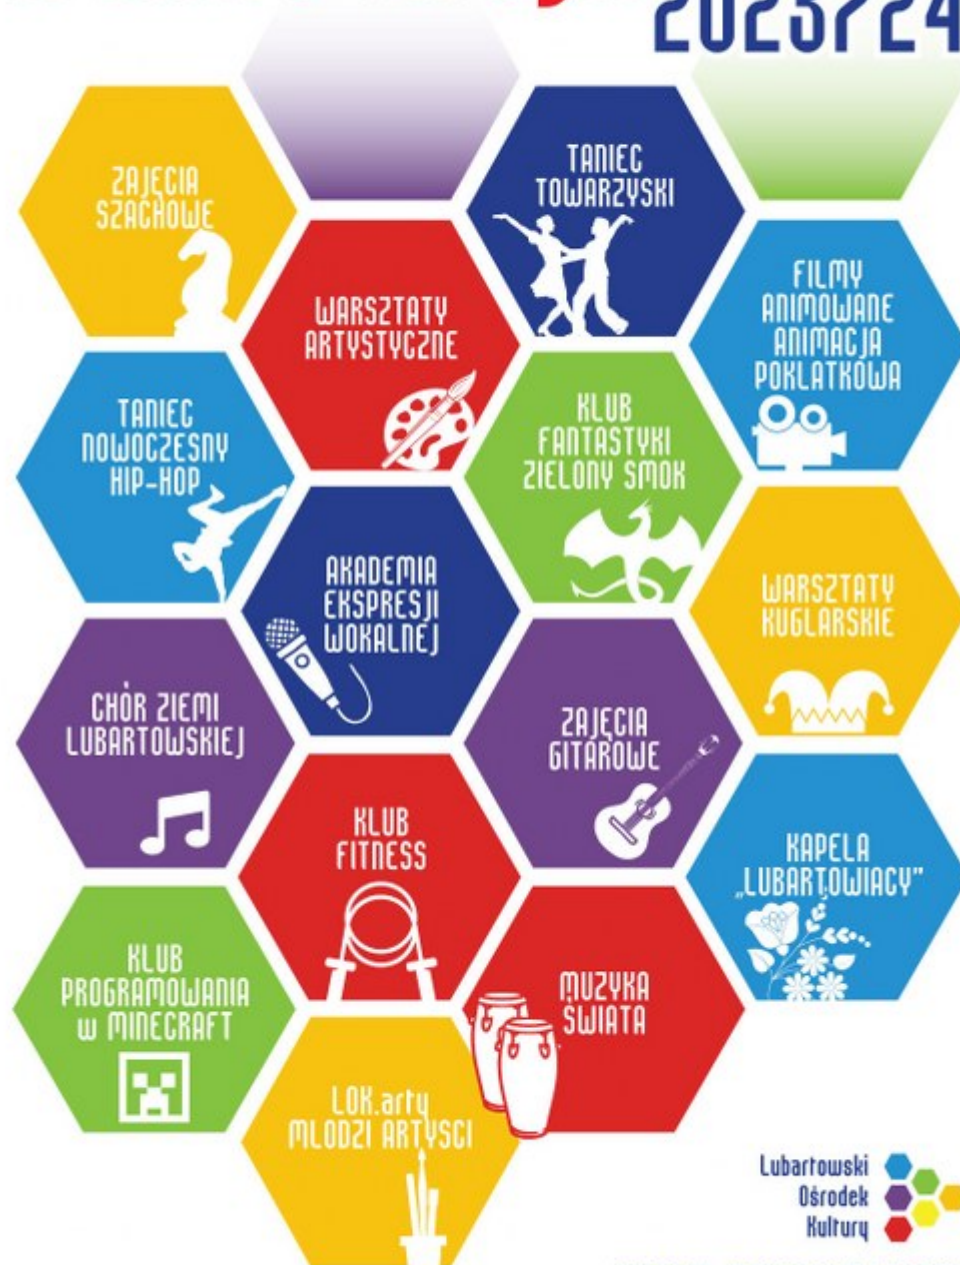 2023/24
ZAJĘCIA
SZACHOWE
TANIEC
TOWARZYSKI
WARSZTATY
ARTYSTYCZNE
FILMY
ANIMOWANE
ANIMACJA
POKLATKOWA
TANIEC
NOWOCZESNY
HIP-HOP
KLUB
FANTASTYKI
ZIELONY SMOK
AKADEMIA
EKSPRESJI
WOKALNEJ
WARSZTATY
KUGLARSKIE
CHÓR ZIEMI
LUBARTOWSKIEJ
ZAJĘCIA
GITAROWE
KLUB
FITNESS
KAPELA
„LUBARTOWIACY”
KLUB
PROGRAMOWANIA
w MINECRAFT
MUZYKA
ŚWIATA
LOK.arty
MLODZI ARTYSCI
Lubartowski
Ośrodek
Kultury